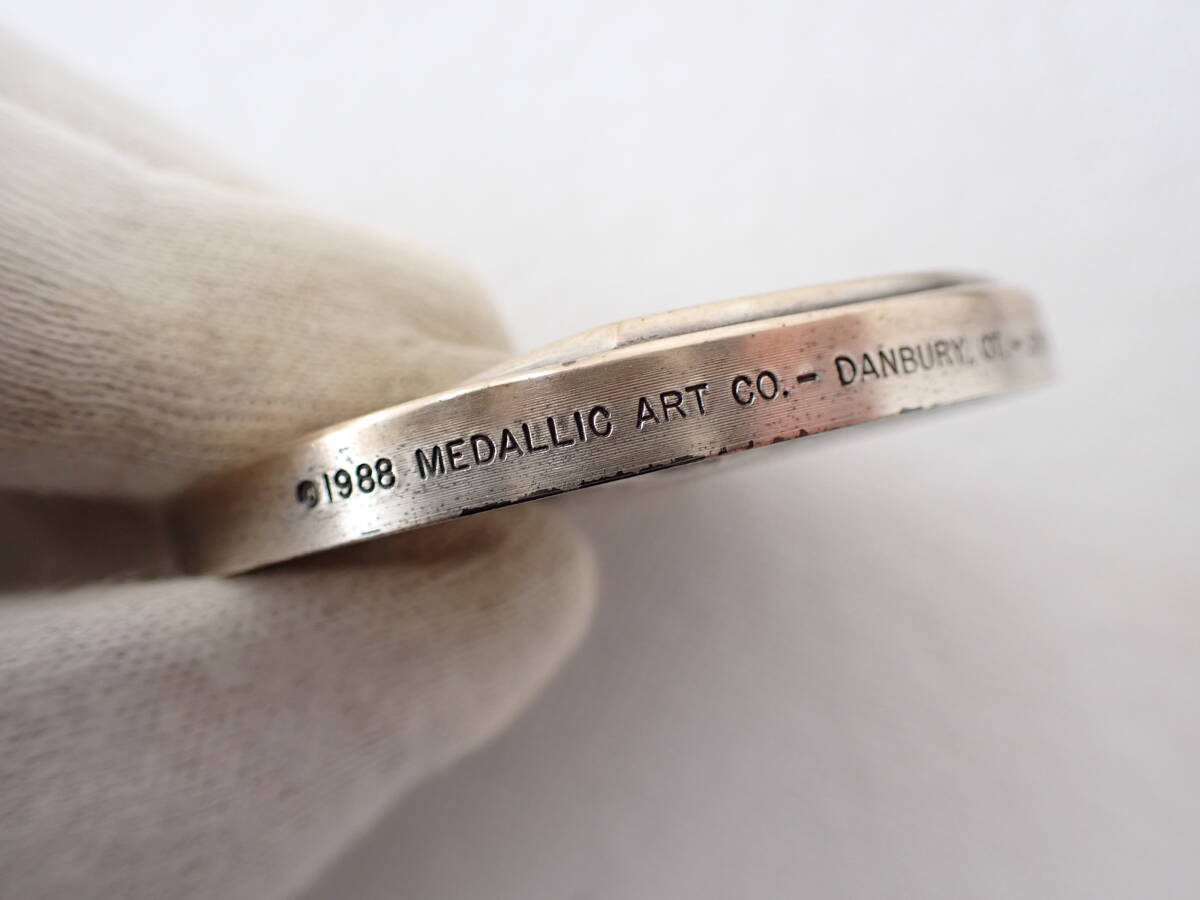 ©1988 MEDALLIC ART CO.– DANBURY, CT.–